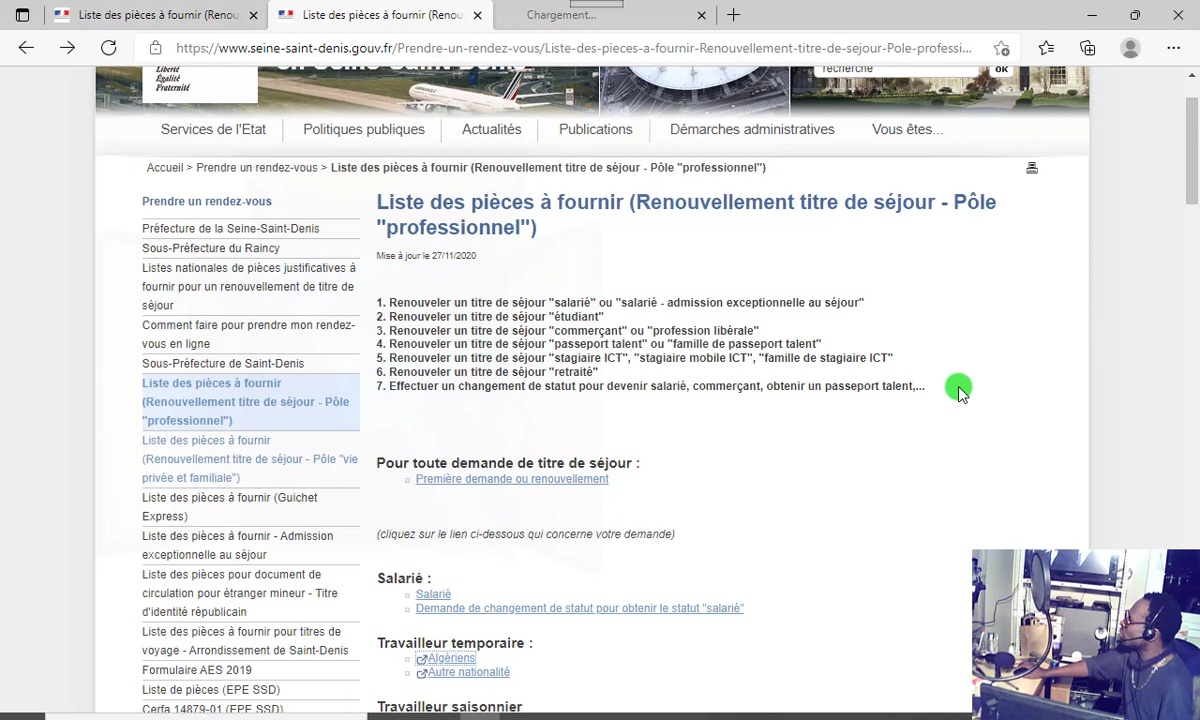 Liste des pièces à fournir (Renou
Liste des pièces à fournir (Renou
Chargement...
https://www.seine-saint-denis.gouv.fr/Prendre-un-rendez-vous/Liste-des-pieces-a-fournir-Renouvellement-titre-de-sejour-Pole-professi...
Liberté
Égalité
Fraternité
recherche
OK
Services de l'Etat
Politiques publiques
Actualités
Publications
Démarches administratives
Vous êtes...
Accueil > Prendre un rendez-vous > Liste des pièces à fournir (Renouvellement titre de séjour - Pôle "professionnel")
Prendre un rendez-vous
Préfecture de la Seine-Saint-Denis
Sous-Préfecture du Raincy
Listes nationales de pièces justificatives à
fournir pour un renouvellement de titre de
séjour
Comment faire pour prendre mon rendez-
vous en ligne
Sous-Préfecture de Saint-Denis
Liste des pièces à fournir
(Renouvellement titre de séjour - Pôle
"professionnel")
Liste des pièces à fournir
(Renouvellement titre de séjour - Pôle "vie
privée et familiale")
Liste des pièces à fournir (Guichet
Express)
Liste des pièces à fournir - Admission
exceptionnelle au séjour
Liste des pièces pour document de
circulation pour étranger mineur - Titre
d'identité républicain
Liste des pièces à fournir pour titres de
voyage - Arrondissement de Saint-Denis
Formulaire AES 2019
Liste de pièces (EPE SSD)
Cerfa 14879-01 (EPE SSD)
Liste des pièces à fournir (Renouvellement titre de séjour - Pôle
"professionnel")
Mise à jour le 27/11/2020
1. Renouveler un titre de séjour "salarié" ou "salarié - admission exceptionnelle au séjour"
2. Renouveler un titre de séjour "étudiant"
3. Renouveler un titre de séjour "commerçant" ou "profession libérale"
4. Renouveler un titre de séjour "passeport talent" ou "famille de passeport talent"
5. Renouveler un titre de séjour "stagiaire ICT", "stagiaire mobile ICT", "famille de stagiaire ICT"
6. Renouveler un titre de séjour "retraité"
7. Effectuer un changement de statut pour devenir salarié, commerçant, obtenir un passeport talent,...
Pour toute demande de titre de séjour :
Première demande ou renouvellement
(cliquez sur le lien ci-dessous qui concerne votre demande)
Salarié :
Salarié
Demande de changement de statut pour obtenir le statut "salarié"
Travailleur temporaire :
Algériens
Autre nationalité
Travailleur saisonnier